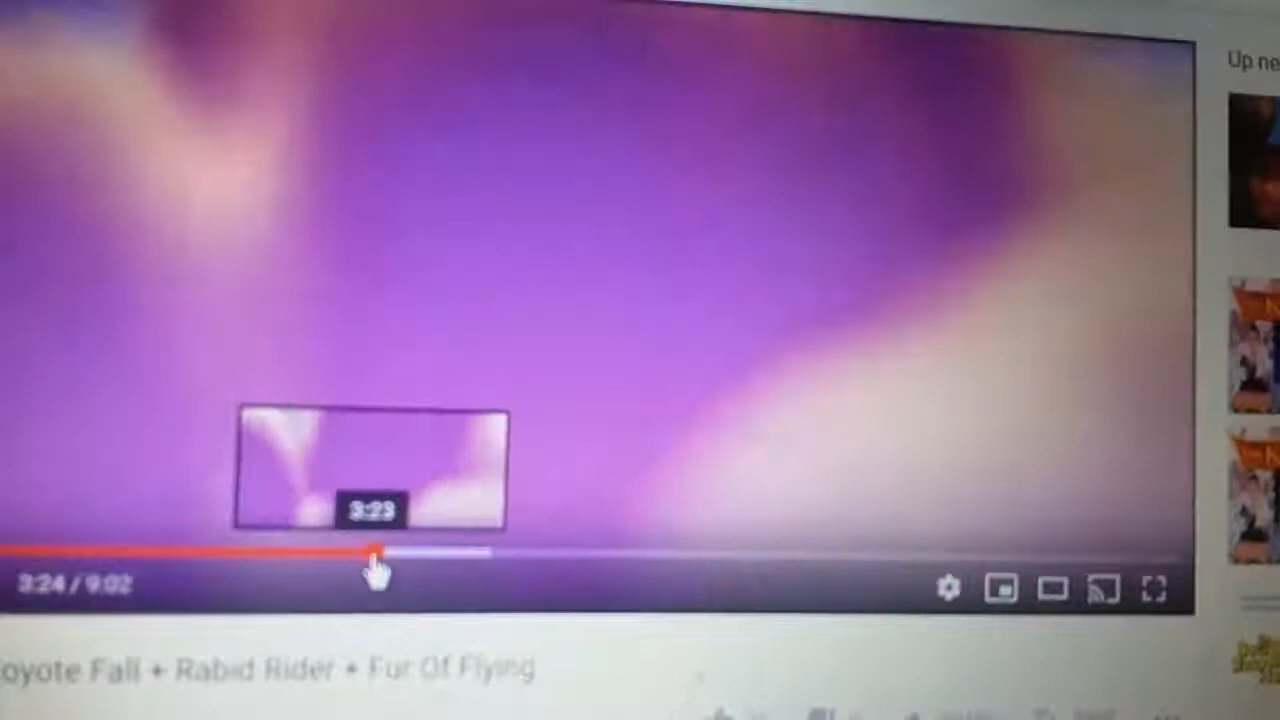 Up ne
3:23
3:24 / 9:02
oyote Fall + Rabid Rider + Fur Of Flying